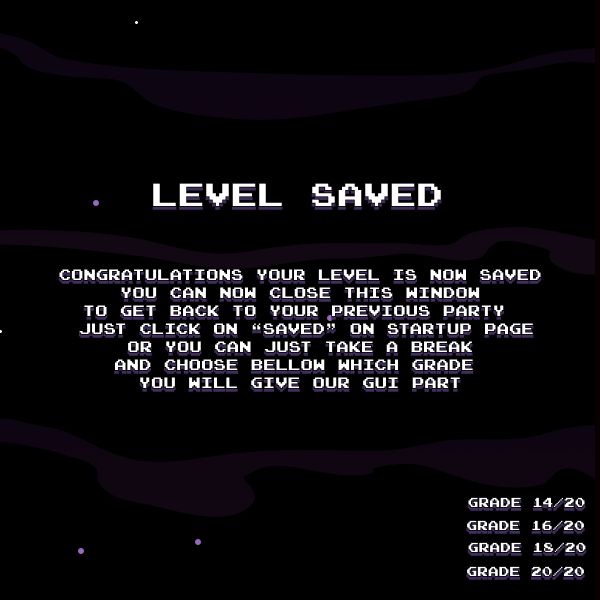 LEVEL SAVED
CONGRATULATIONS YOUR LEVEL IS NOW SAVED
YOU CAN NOW CLOSE THIS WINDOW
TO GET BACK TO YOUR PREVIOUS PARTY
JUST CLICK ON “SAVED” ON STARTUP PAGE
OR YOU CAN JUST TAKE A BREAK
AND CHOOSE BELLOW WHICH GRADE
YOU WILL GIVE OUR GUI PART
GRADE 14/20
GRADE 16/20
GRADE 18/20
GRADE 20/20